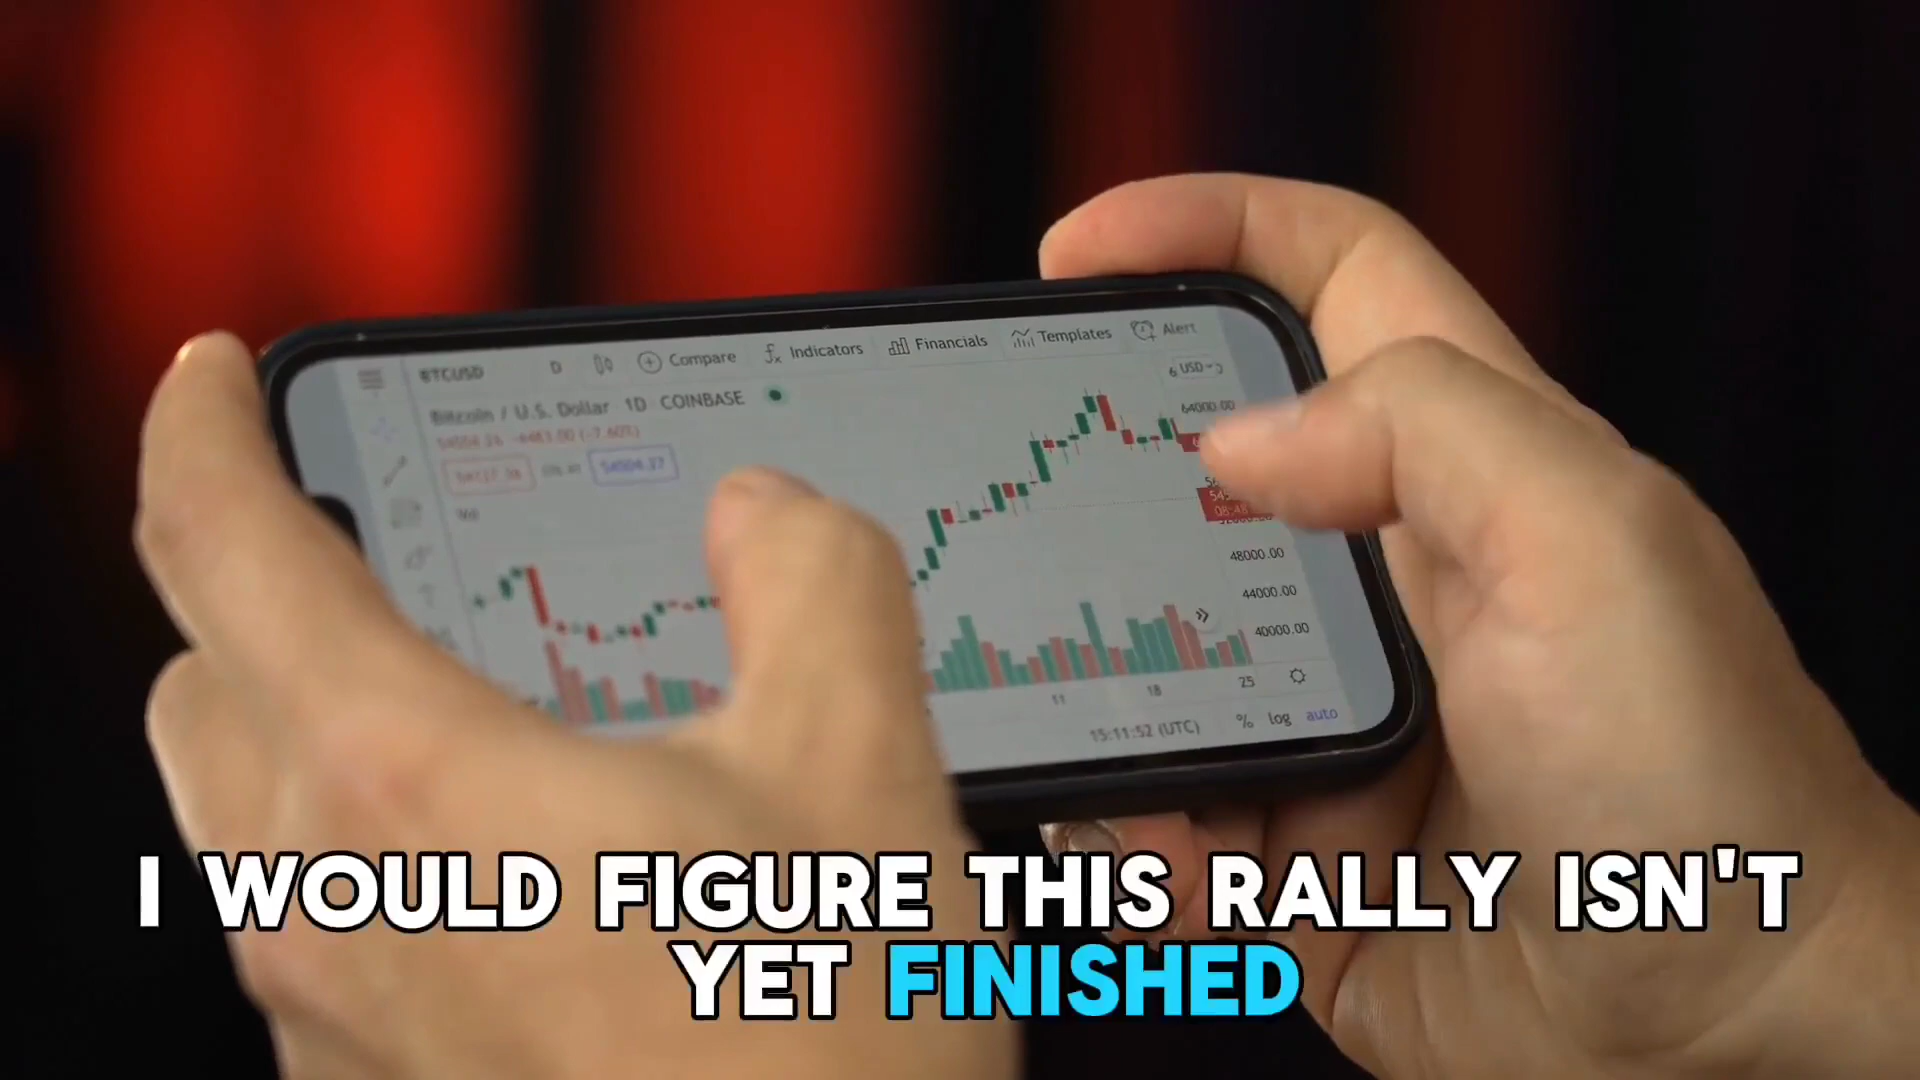 BTCUSD D Compare Indicators Financials Templates Alert
Bitcoin / U.S. Dollar 1D COINBASE
USD
64000.00
48000.00
44000.00
40000.00
11 18 25
15:11:52 (UTC) % log auto
I WOULD FIGURE THIS RALLY ISN'T
YET FINISHED